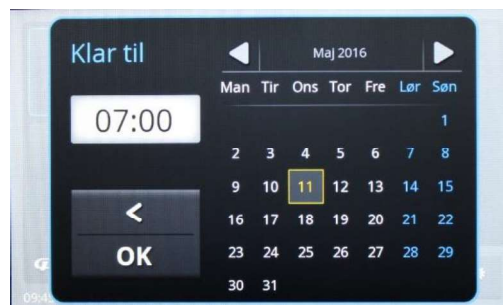 Klar til
07:00
<
OK
Maj 2016
Man Tir Ons Tor Fre Lør Søn
1
2 3 4 5 6 7 8
9 10 11 12 13 14 15
16 17 18 19 20 21 22
23 24 25 26 27 28 29
30 31